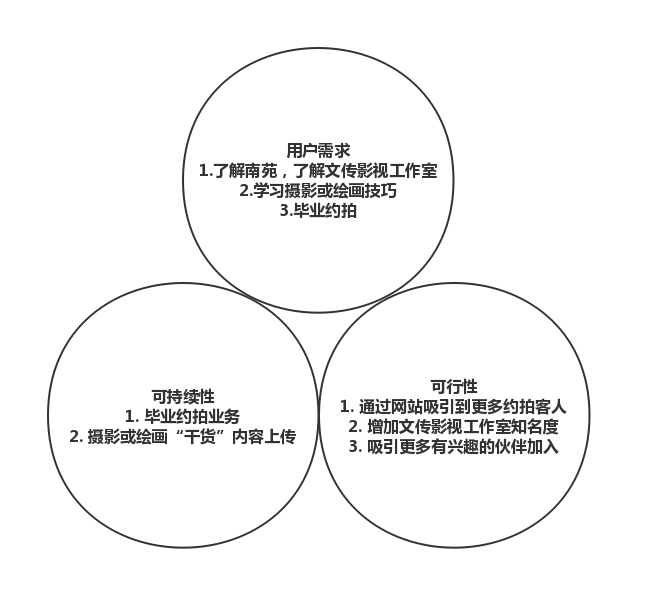 用户需求
1.了解南苑，了解文传影视工作室
2.学习摄影或绘画技巧
3.毕业约拍
可持续性
1. 毕业约拍业务
2. 摄影或绘画“干货”内容上传
可行性
1. 通过网站吸引到更多约拍客人
2. 增加文传影视工作室知名度
3. 吸引更多有兴趣的伙伴加入